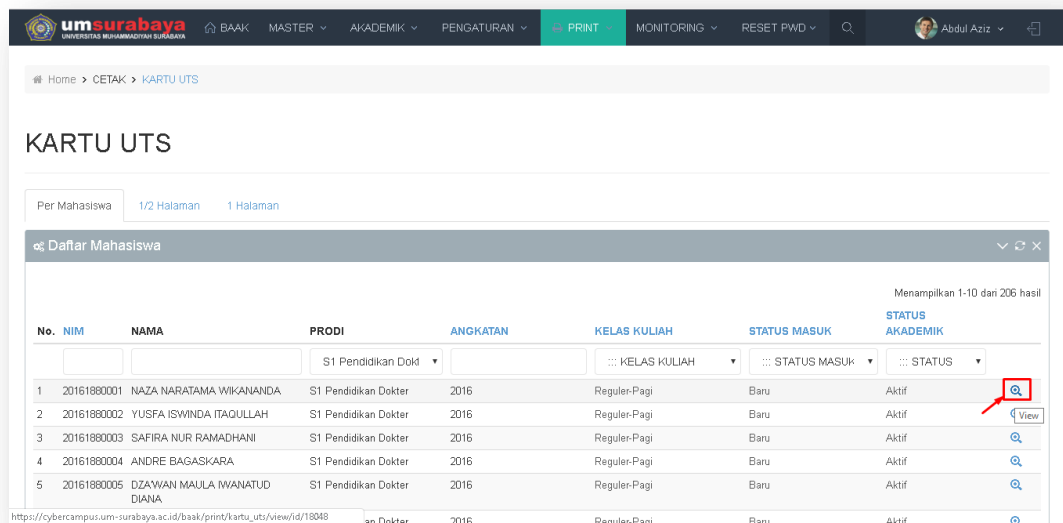 umsurabaya
UNIVERSITAS MUHAMMADIYAH SURABAYA
BAAK MASTER AKADEMIK PENGATURAN PRINT MONITORING RESET PWD Abdul Aziz
Home > CETAK > KARTU UTS
KARTU UTS
Per Mahasiswa 1/2 Halaman 1 Halaman
Daftar Mahasiswa
Menampilkan 1-10 dari 206 hasil
No. NIM NAMA PRODI ANGKATAN KELAS KULIAH STATUS MASUK STATUS AKADEMIK
S1 Pendidikan Dokt ::: KELAS KULIAH ::: STATUS MASUK ::: STATUS
1 20161880001 NAZA NARATAMA WIKANANDA S1 Pendidikan Dokter 2016 Reguler-Pagi Baru Aktif
View
2 20161880002 YUSFA ISWINDA ITAQULLAH S1 Pendidikan Dokter 2016 Reguler-Pagi Baru Aktif
3 20161880003 SAFIRA NUR RAMADHANI S1 Pendidikan Dokter 2016 Reguler-Pagi Baru Aktif
4 20161880004 ANDRE BAGASKARA S1 Pendidikan Dokter 2016 Reguler-Pagi Baru Aktif
5 20161880005 DZA'WAN MAULA IWANATUD DIANA S1 Pendidikan Dokter 2016 Reguler-Pagi Baru Aktif
https://cybercampus.um-surabaya.ac.id/baak/print/kartu_uts/view/id/18048
an Dokter 2016 Reguler-Pagi Baru Aktif